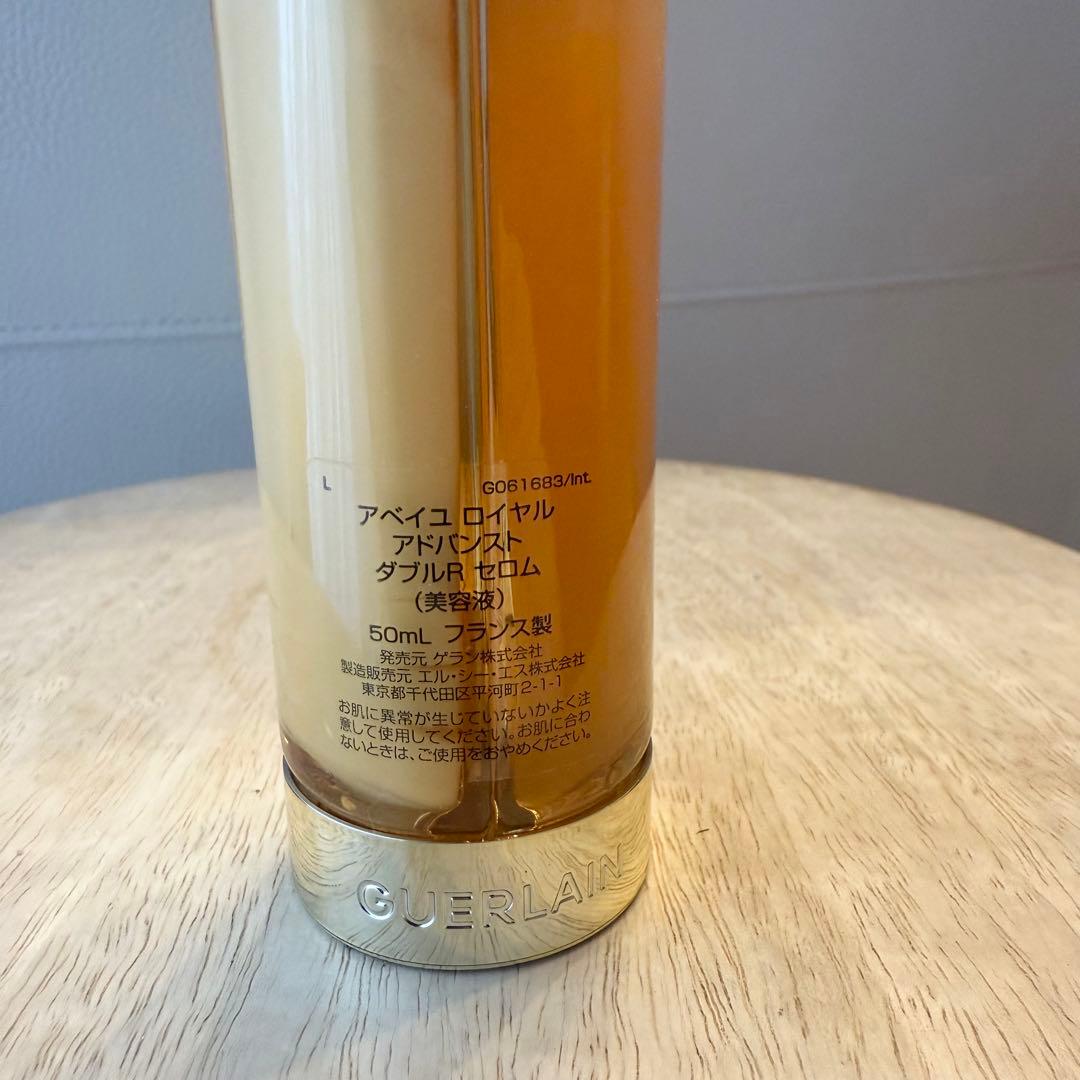 L
G061683/Int.
アベイユ ロイヤル
アドバンスト
ダブルR セロム
(美容液)
50mL フランス製
発売元 ゲラン株式会社
製造販売元 エル・シー・エス株式会社
東京都千代田区平河町2-1-1
お肌に異常が生じていないかよく注
意して使用してください。お肌に合わ
ないときは、ご使用をおやめください。
GUERLAIN